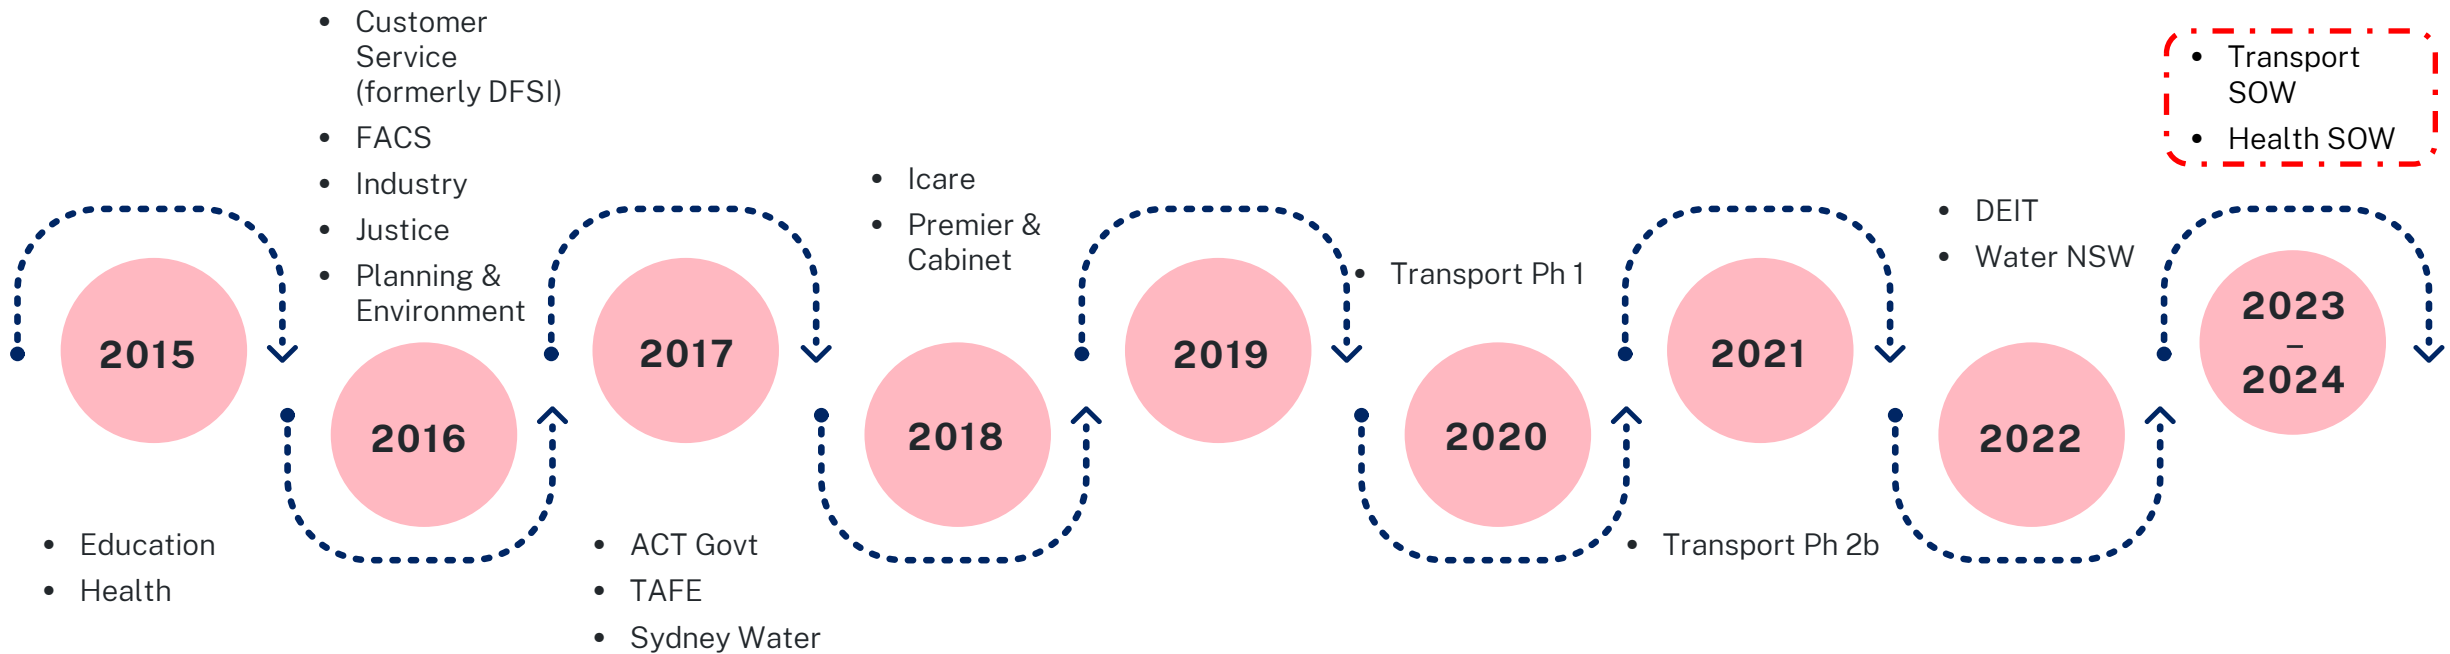 2015
• Education
• Health
• Customer
Service
(formerly DFSI)
• FACS
• Industry
• Justice
• Planning &
Environment
2016
2017
• ACT Govt
• TAFE
• Sydney Water
• Icare
• Premier &
Cabinet
2018
2019
• Transport Ph 1
2020
2021
• Transport Ph 2b
• DEIT
• Water NSW
2022
• Transport
SOW
• Health SOW
2023
–
2024